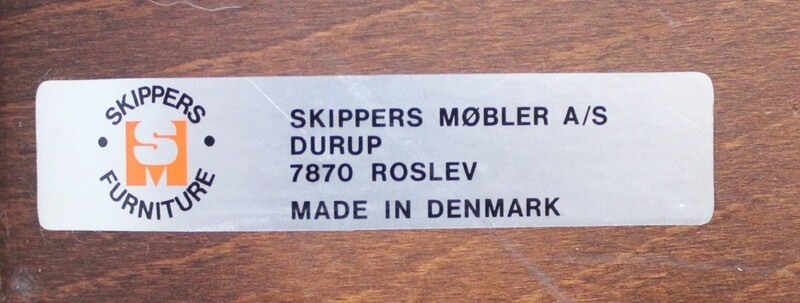 SKIPPERS
SM
FURNITURE
SKIPPERS MØBLER A/S
DURUP
7870 ROSLEV
MADE IN DENMARK